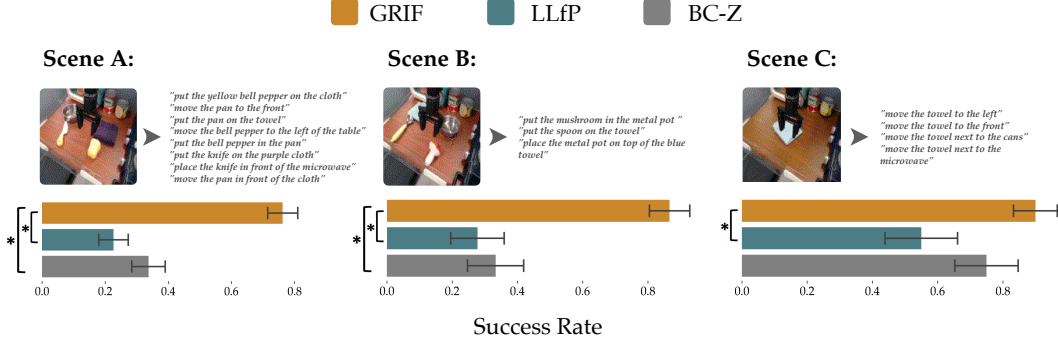 GRIF LLfP BC-Z
Scene A:
"put the yellow bell pepper on the cloth"
"move the pan to the front"
"put the pan on the towel"
"move the bell pepper to the left of the table"
"put the bell pepper in the pan"
"put the knife on the purple cloth"
"place the knife in front of the microwave"
"move the pan in front of the cloth"
* *
0.0 0.2 0.4 0.6 0.8
Scene B:
"put the mushroom in the metal pot "
"put the spoon on the towel"
"place the metal pot on top of the blue
towel"
* *
0.0 0.2 0.4 0.6 0.8
Scene C:
"move the towel to the left"
"move the towel to the front"
"move the towel next to the cans"
"move the towel next to the
microwave"
*
0.0 0.2 0.4 0.6 0.8
Success Rate